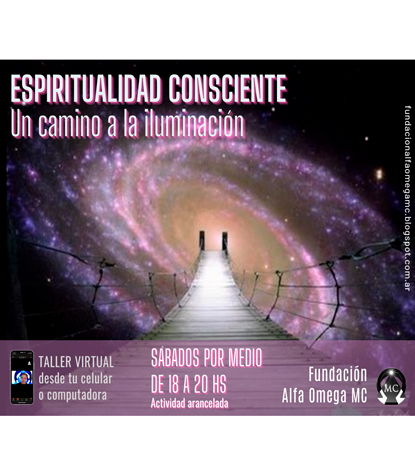 ESPIRITUALIDAD CONSCIENTE
Un camino a la iluminación
fundacionalfaomegamc.blogspot.com.ar
TALLER VIRTUAL
desde tu celular
o computadora
SÁBADOS POR MEDIO
DE 18 A 20 HS
Actividad arancelada
Fundación
Alfa Omega MC
MC